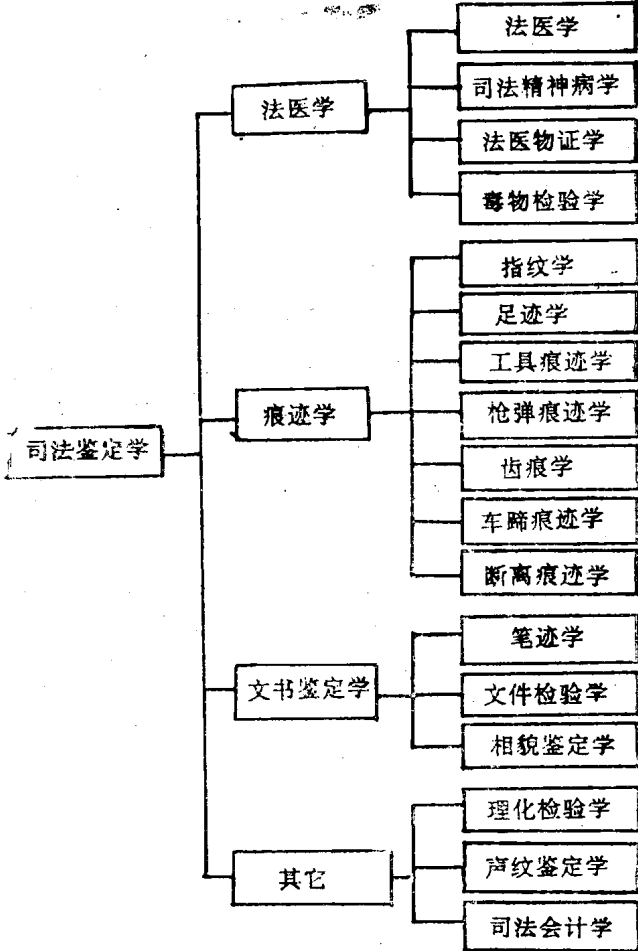 司法鉴定学
法医学
法医学
司法精神病学
法医物证学
毒物检验学
痕迹学
指纹学
足迹学
工具痕迹学
枪弹痕迹学
齿痕学
车蹄痕迹学
断离痕迹学
文书鉴定学
笔迹学
文件检验学
相貌鉴定学
其它
理化检验学
声纹鉴定学
司法会计学